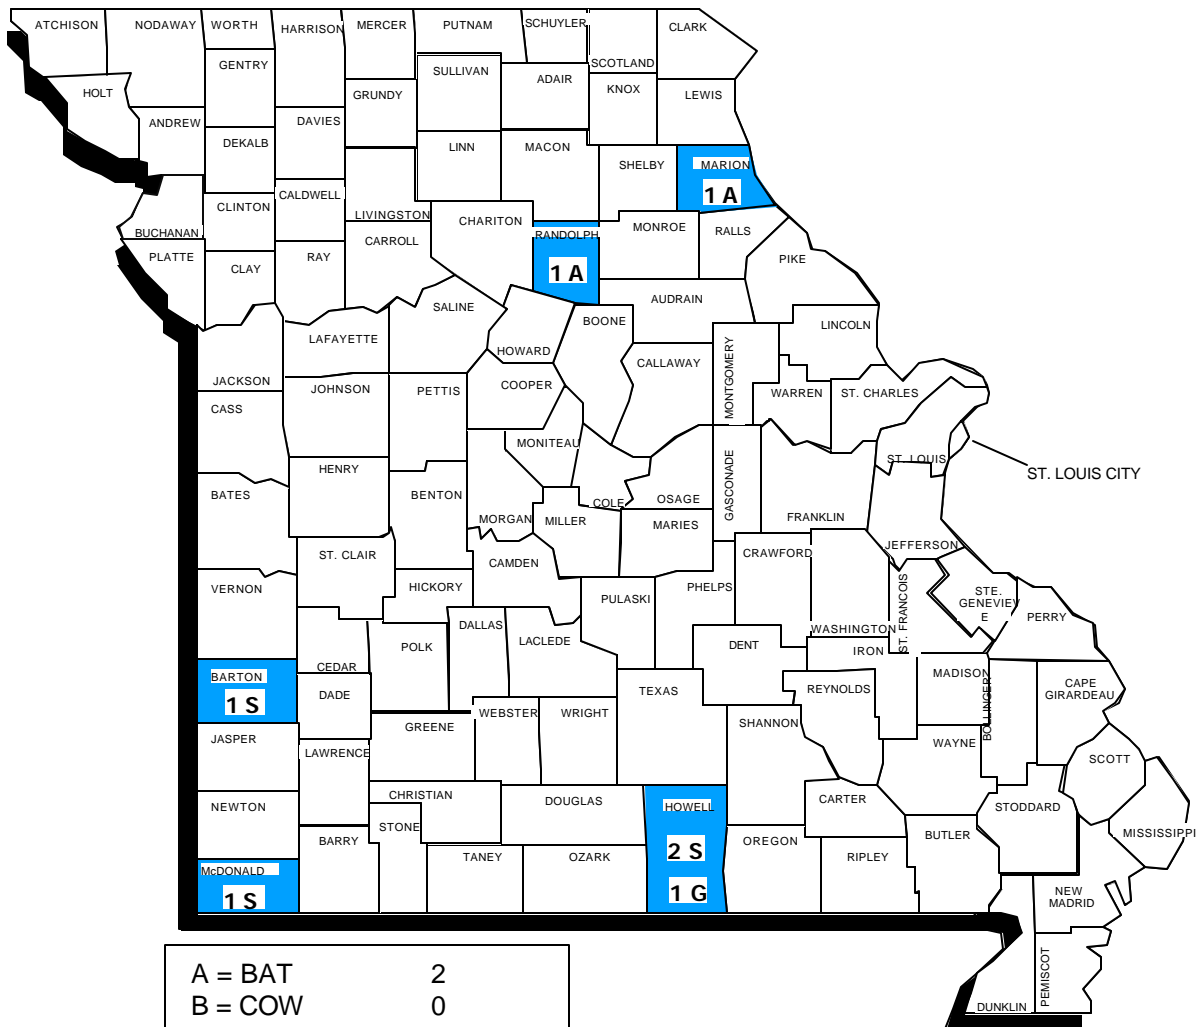 ATCHISON
NODAWAY
WORTH
HARRISON
MERCER
PUTNAM
SCHUYLER
SCOTLAND
CLARK
GENTRY
SULLIVAN
ADAIR
KNOX
LEWIS
HOLT
GRUNDY
ANDREW
DEKALB
DAVIES
LINN
MACON
SHELBY
MARION
1 A
CLINTON
CALDWELL
LIVINGSTON
CHARITON
RANDOLPH
1 A
MONROE
RALLS
BUCHANAN
PLATTE
CLAY
RAY
CARROLL
PIKE
AUDRAIN
SALINE
BOONE
LINCOLN
LAFAYETTE
HOWARD
CALLAWAY
MONTGOMERY
JACKSON
JOHNSON
PETTIS
COOPER
WARREN
ST. CHARLES
CASS
MONITEAU
ST. LOUIS
ST. LOUIS CITY
HENRY
BATES
BENTON
COLE
OSAGE
GASCONADE
MORGAN
MILLER
MARIES
FRANKLIN
ST. CLAIR
CAMDEN
CRAWFORD
JEFFERSON
VERNON
HICKORY
PULASKI
PHELPS
ST. FRANCOIS
STE.
GENEVIEV
E
PERRY
DALLAS
LACLEDE
WASHINGTON
POLK
DENT
IRON
CEDAR
BARTON
1 S
DADE
TEXAS
REYNOLDS
MADISON
BOLLINGER
CAPE
GIRARDEAU
GREENE
WEBSTER
WRIGHT
SHANNON
JASPER
LAWRENCE
WAYNE
SCOTT
NEWTON
CHRISTIAN
DOUGLAS
HOWELL
2 S
1 G
CARTER
STODDARD
STONE
BARRY
OREGON
BUTLER
MISSISSIPPI
TANEY
OZARK
RIPLEY
McDONALD
1 S
NEW
MADRID
PEMISCOT
DUNKLIN
A = BAT 2
B = COW 0